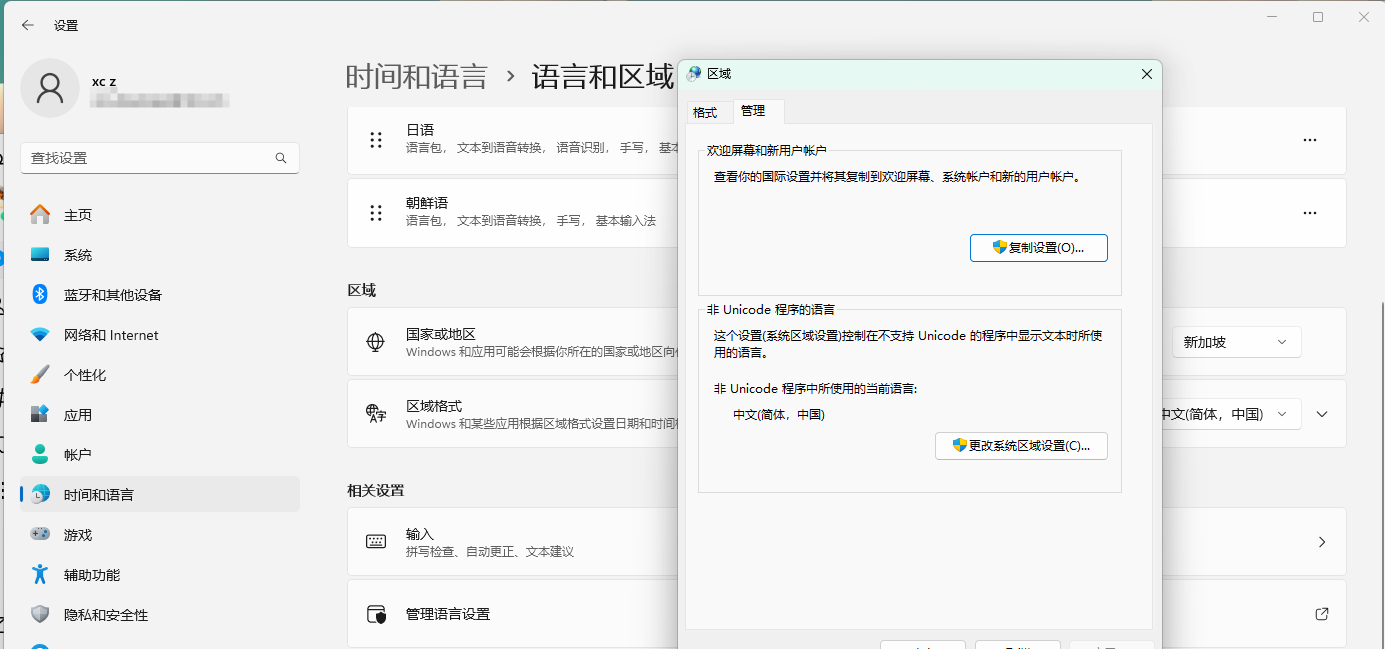 设置
xc z
查找设置
主页
系统
蓝牙和其他设备
网络和 Internet
个性化
应用
帐户
时间和语言
游戏
辅助功能
隐私和安全性
时间和语言 › 语言和区域
日语
语言包， 文本到语音转换， 语音识别， 手写， 基本
朝鲜语
语言包， 文本到语音转换， 手写， 基本输入法
区域
国家或地区
Windows 和应用可能会根据你所在的国家或地区向
新加坡
区域格式
Windows 和某些应用根据区域格式设置日期和时间
中文(简体，中国)
相关设置
输入
拼写检查、自动更正、文本建议
管理语言设置
区域
格式
管理
欢迎屏幕和新用户帐户
查看你的国际设置并将其复制到欢迎屏幕、系统帐户和新的用户帐户。
复制设置(O)...
非 Unicode 程序的语言
这个设置(系统区域设置)控制在不支持 Unicode 的程序中显示文本时所使
用的语言。
非 Unicode 程序中所使用的当前语言:
中文(简体，中国)
更改系统区域设置(C)...